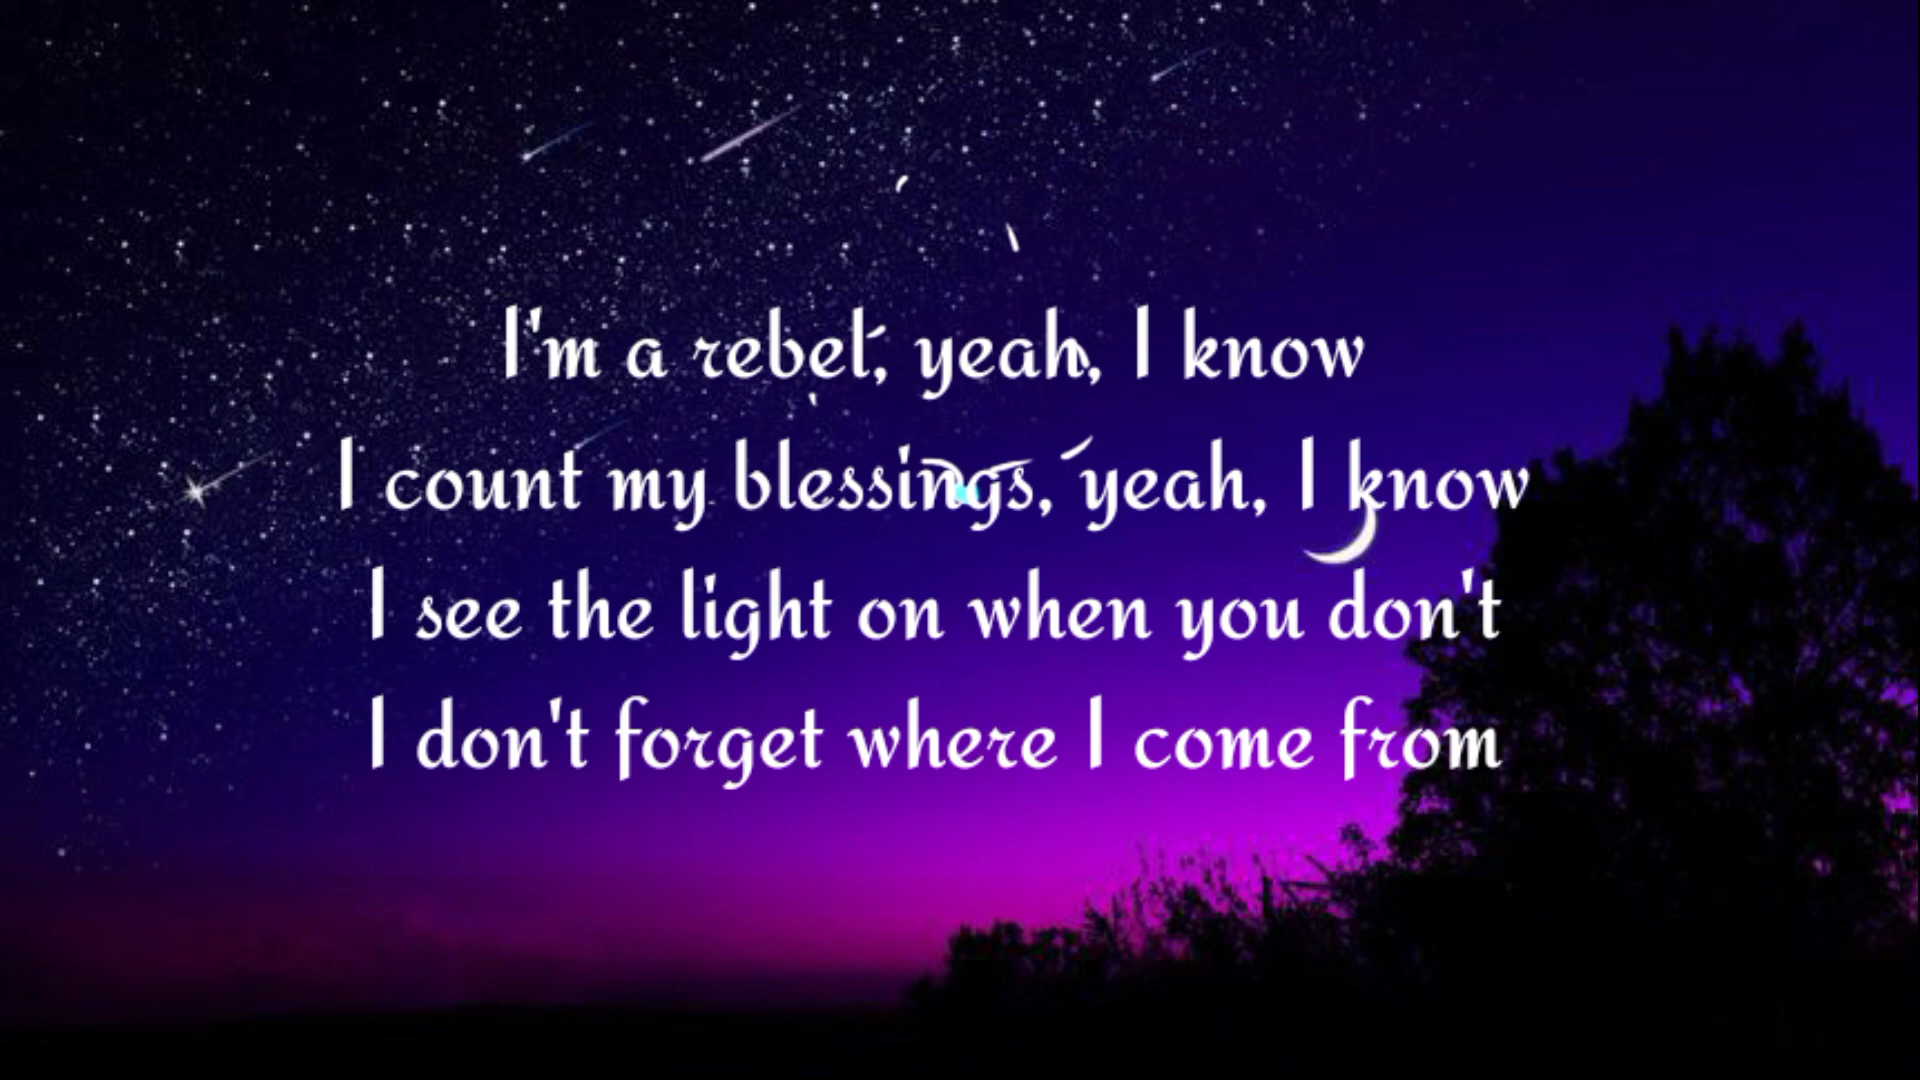 I'm a rebel, yeah, I know
I count my blessings, yeah, I know
I see the light on when you don't
I don't forget where I come from